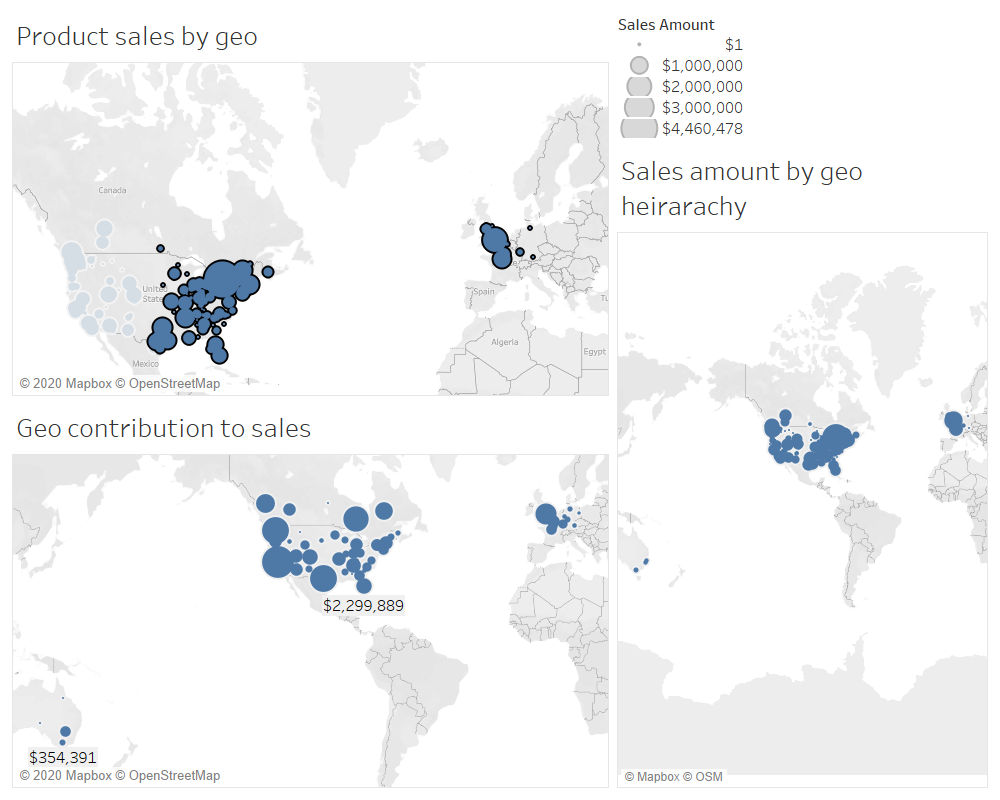 Product sales by geo
Canada
United
States
Mexico
Spain
Algeria
Egypt
© 2020 Mapbox © OpenStreetMap
Sales Amount
$1
$1,000,000
$2,000,000
$3,000,000
$4,460,478
Sales amount by geo
heirarachy
© Mapbox © OSM
Geo contribution to sales
$2,299,889
$354,391
© 2020 Mapbox © OpenStreetMap